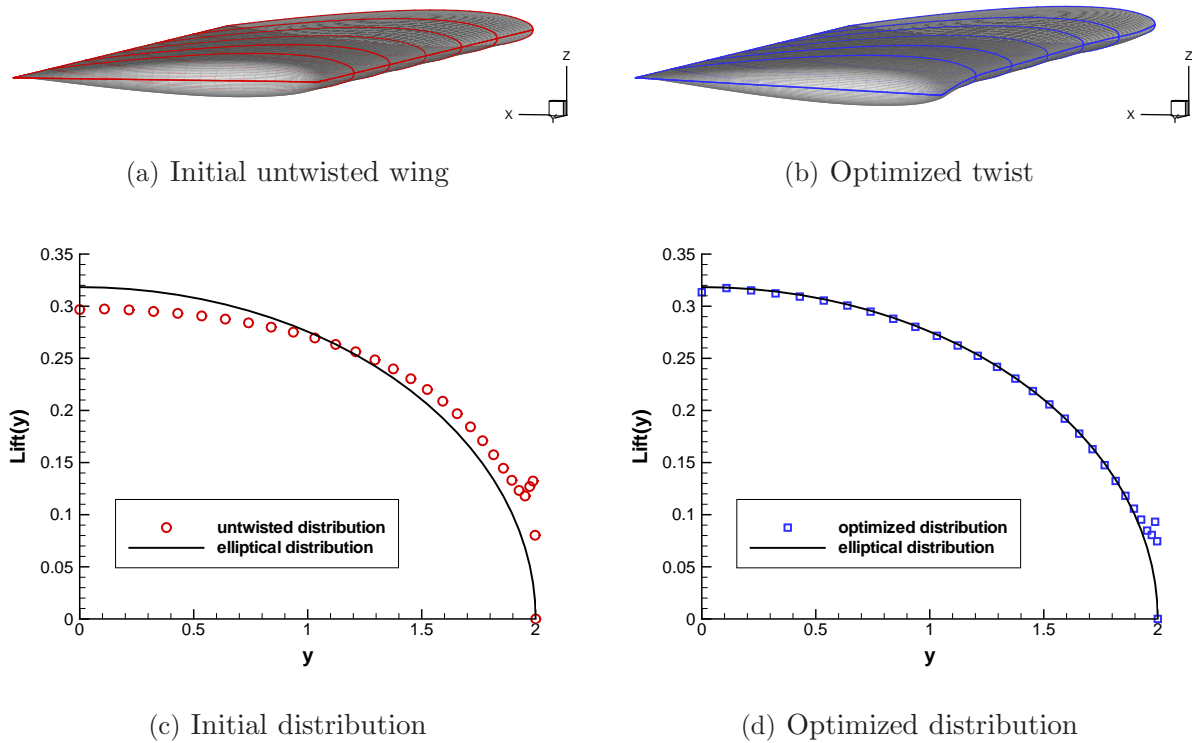 Z
X
Y
Z
X
Y
(a) Initial untwisted wing
(b) Optimized twist
0.35
0.3
0.25
0.2
0.15
0.1
0.05
0
Lift(y)
untwisted distribution
elliptical distribution
0
0.5
1
1.5
2
y
0.35
0.3
0.25
0.2
0.15
0.1
0.05
0
Lift(y)
optimized distribution
elliptical distribution
0
0.5
1
1.5
2
y
(c) Initial distribution
(d) Optimized distribution